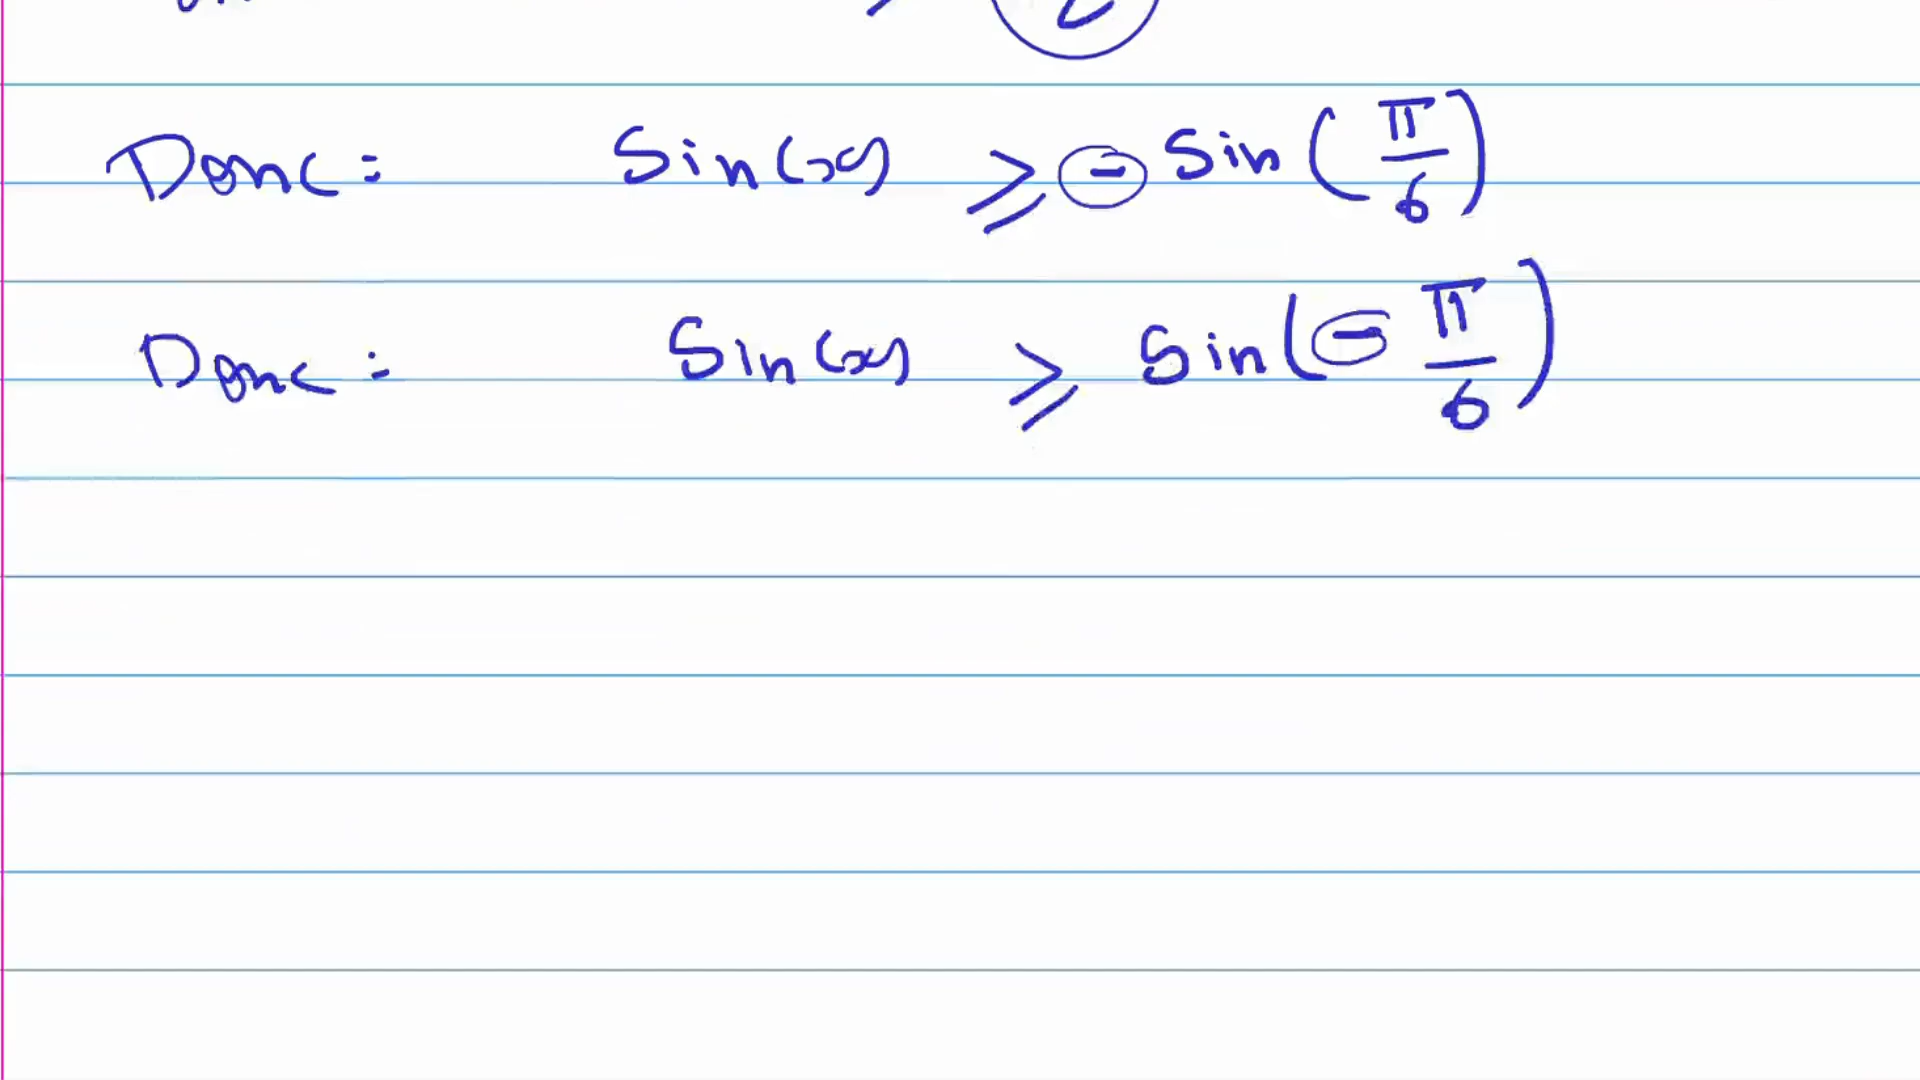 Donc: Sin(x) ⩾ - Sin(π/6)
Donc: Sin(x) ⩾ Sin(-π/6)